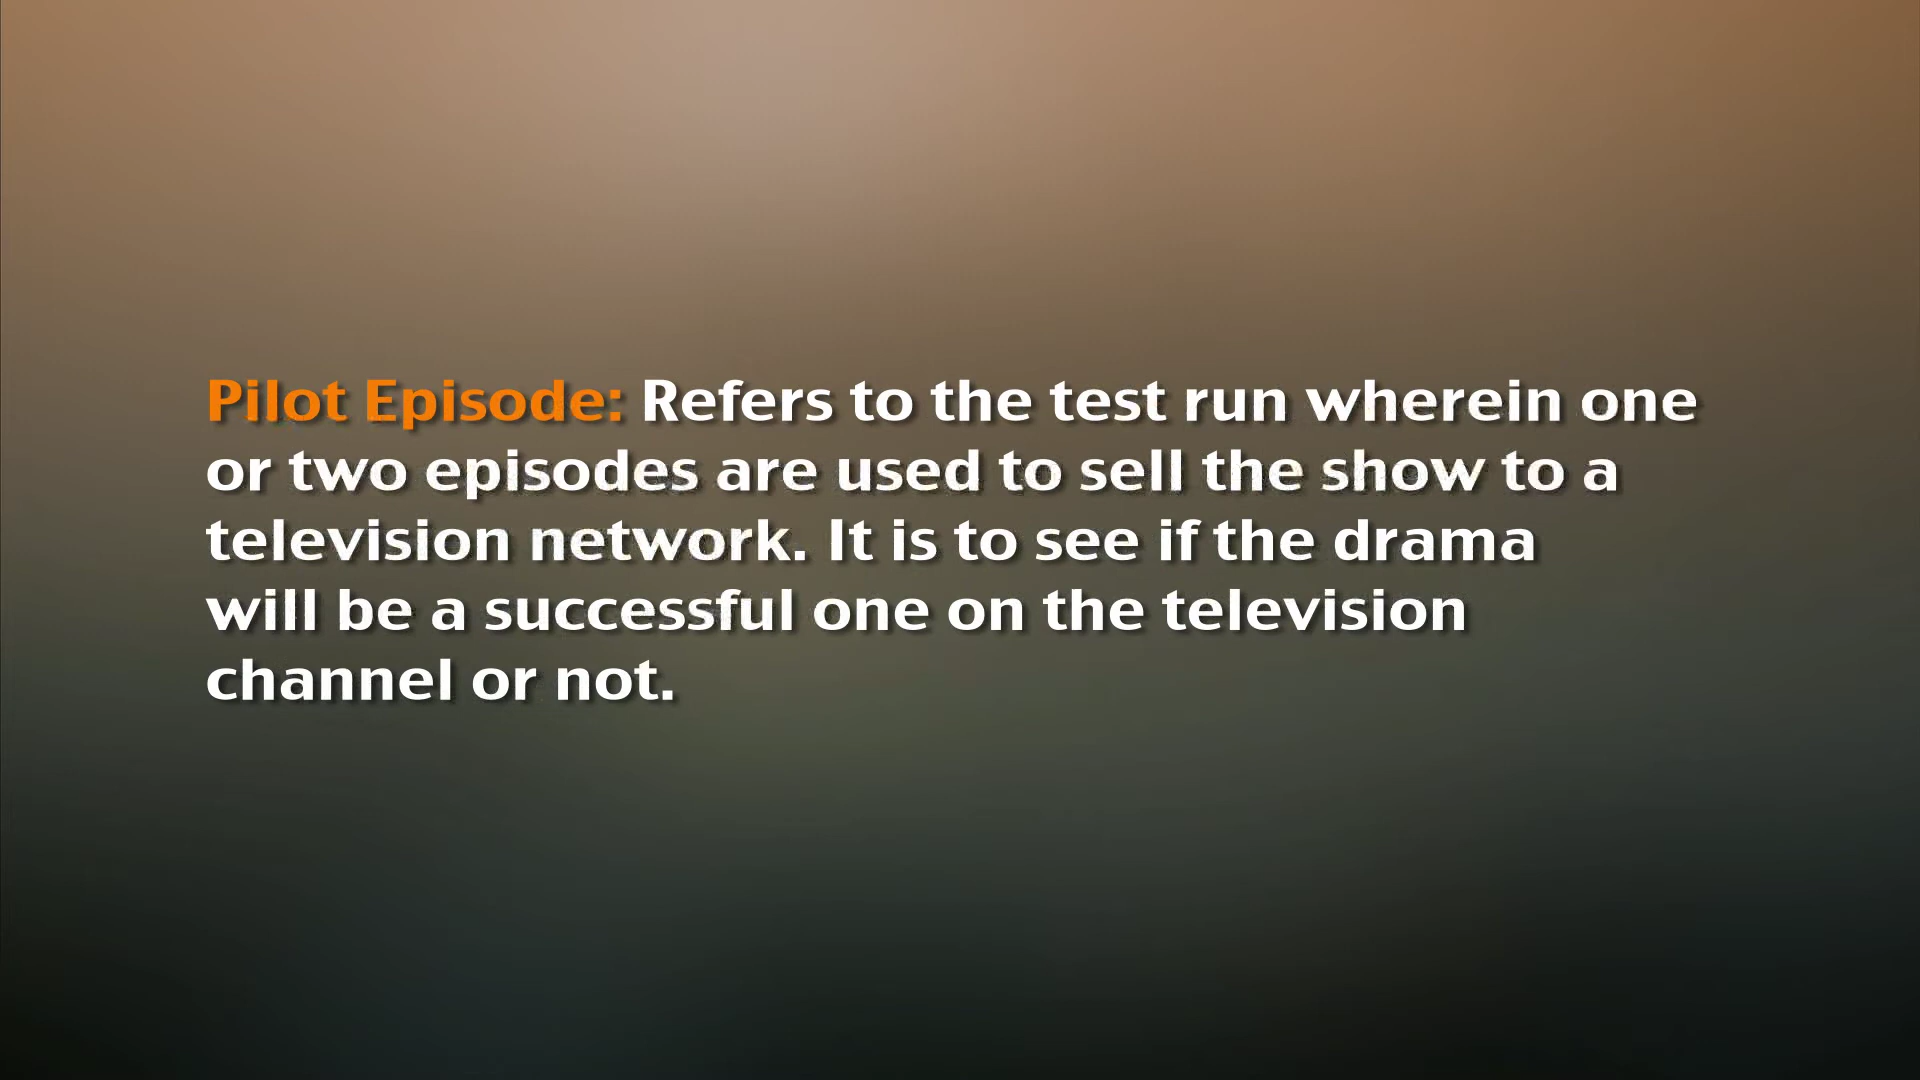 Pilot Episode: Refers to the test run wherein one
or two episodes are used to sell the show to a
television network. It is to see if the drama
will be a successful one on the television
channel or not.